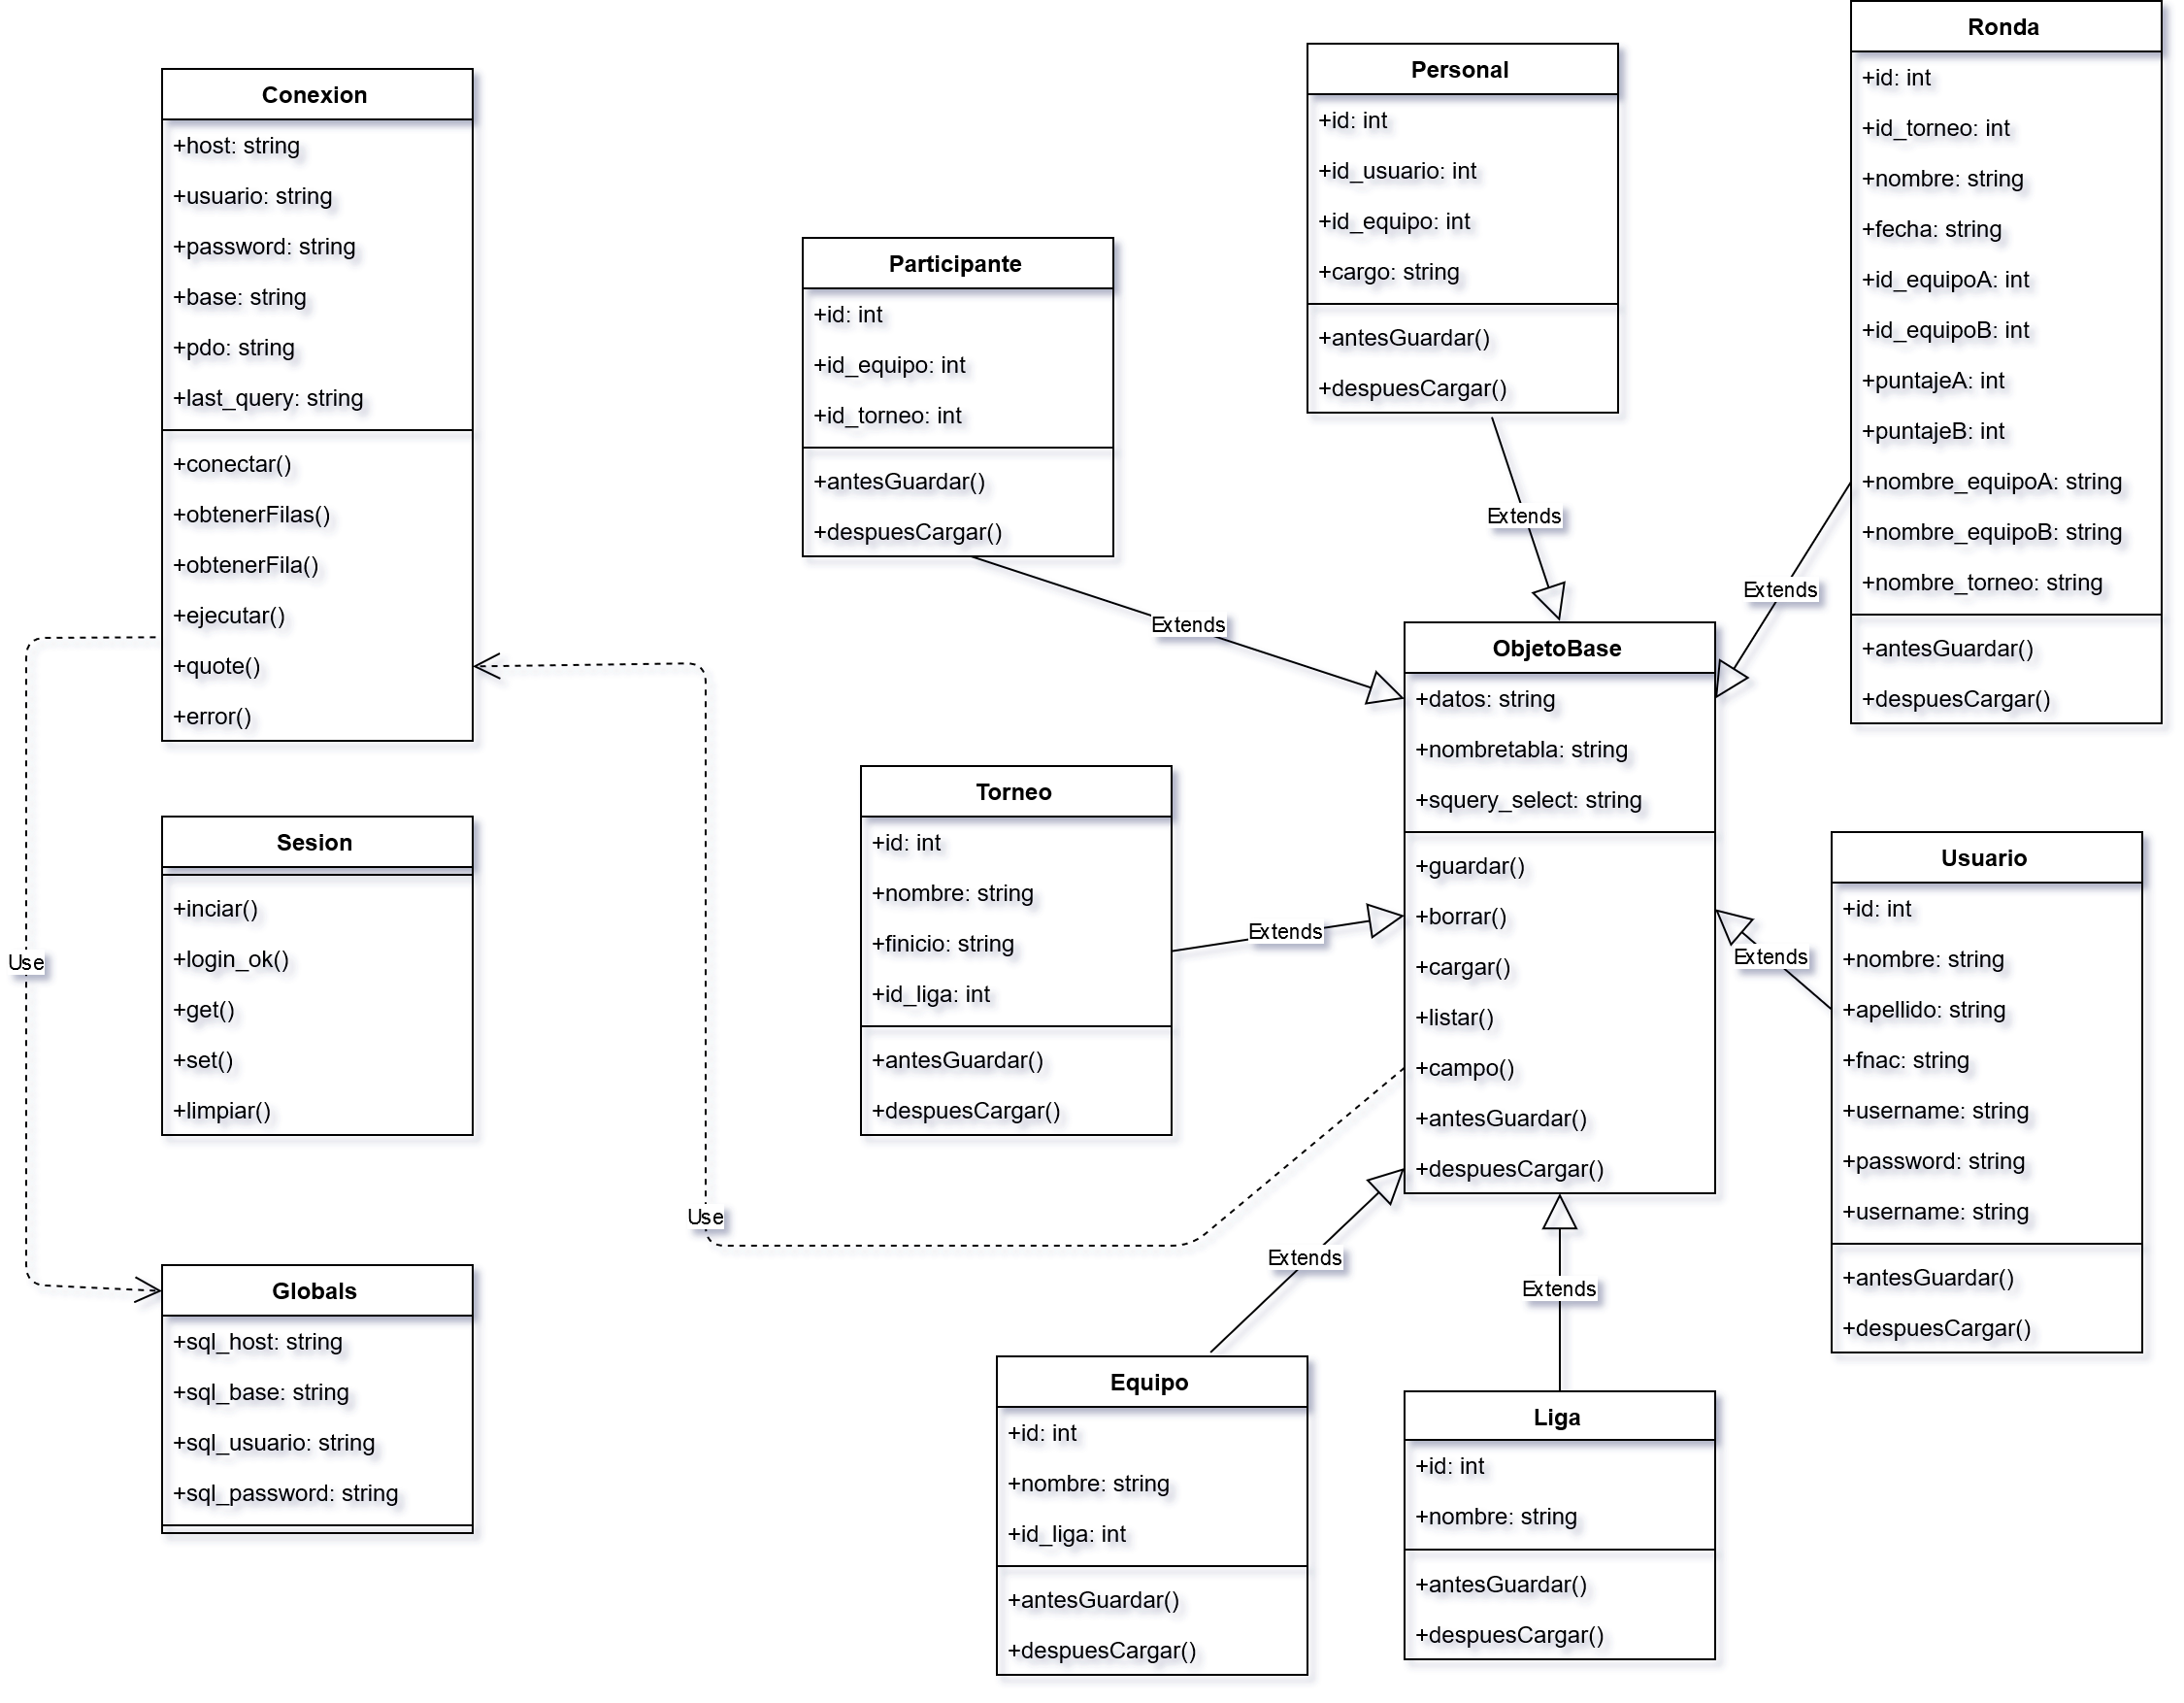 Conexion
+host: string
+usuario: string
+password: string
+base: string
+pdo: string
+last_query: string
+conectar()
+obtenerFilas()
+obtenerFila()
+ejecutar()
+quote()
+error()
Use
Sesion
+inciar()
+login_ok()
+get()
+set()
+limpiar()
Globals
+sql_host: string
+sql_base: string
+sql_usuario: string
+sql_password: string
Use
Participante
+id: int
+id_equipo: int
+id_torneo: int
+antesGuardar()
+despuesCargar()
Extends
Personal
+id: int
+id_usuario: int
+id_equipo: int
+cargo: string
+antesGuardar()
+despuesCargar()
Extends
Ronda
+id: int
+id_torneo: int
+nombre: string
+fecha: string
+id_equipoA: int
+id_equipoB: int
+puntajeA: int
+puntajeB: int
+nombre_equipoA: string
+nombre_equipoB: string
+nombre_torneo: string
+antesGuardar()
+despuesCargar()
Extends
ObjetoBase
+datos: string
+nombretabla: string
+squery_select: string
+guardar()
+borrar()
+cargar()
+listar()
+campo()
+antesGuardar()
+despuesCargar()
Torneo
+id: int
+nombre: string
+finicio: string
+id_liga: int
+antesGuardar()
+despuesCargar()
Extends
Usuario
+id: int
+nombre: string
+apellido: string
+fnac: string
+username: string
+password: string
+username: string
+antesGuardar()
+despuesCargar()
Extends
Equipo
+id: int
+nombre: string
+id_liga: int
+antesGuardar()
+despuesCargar()
Extends
Liga
+id: int
+nombre: string
+antesGuardar()
+despuesCargar()
Extends